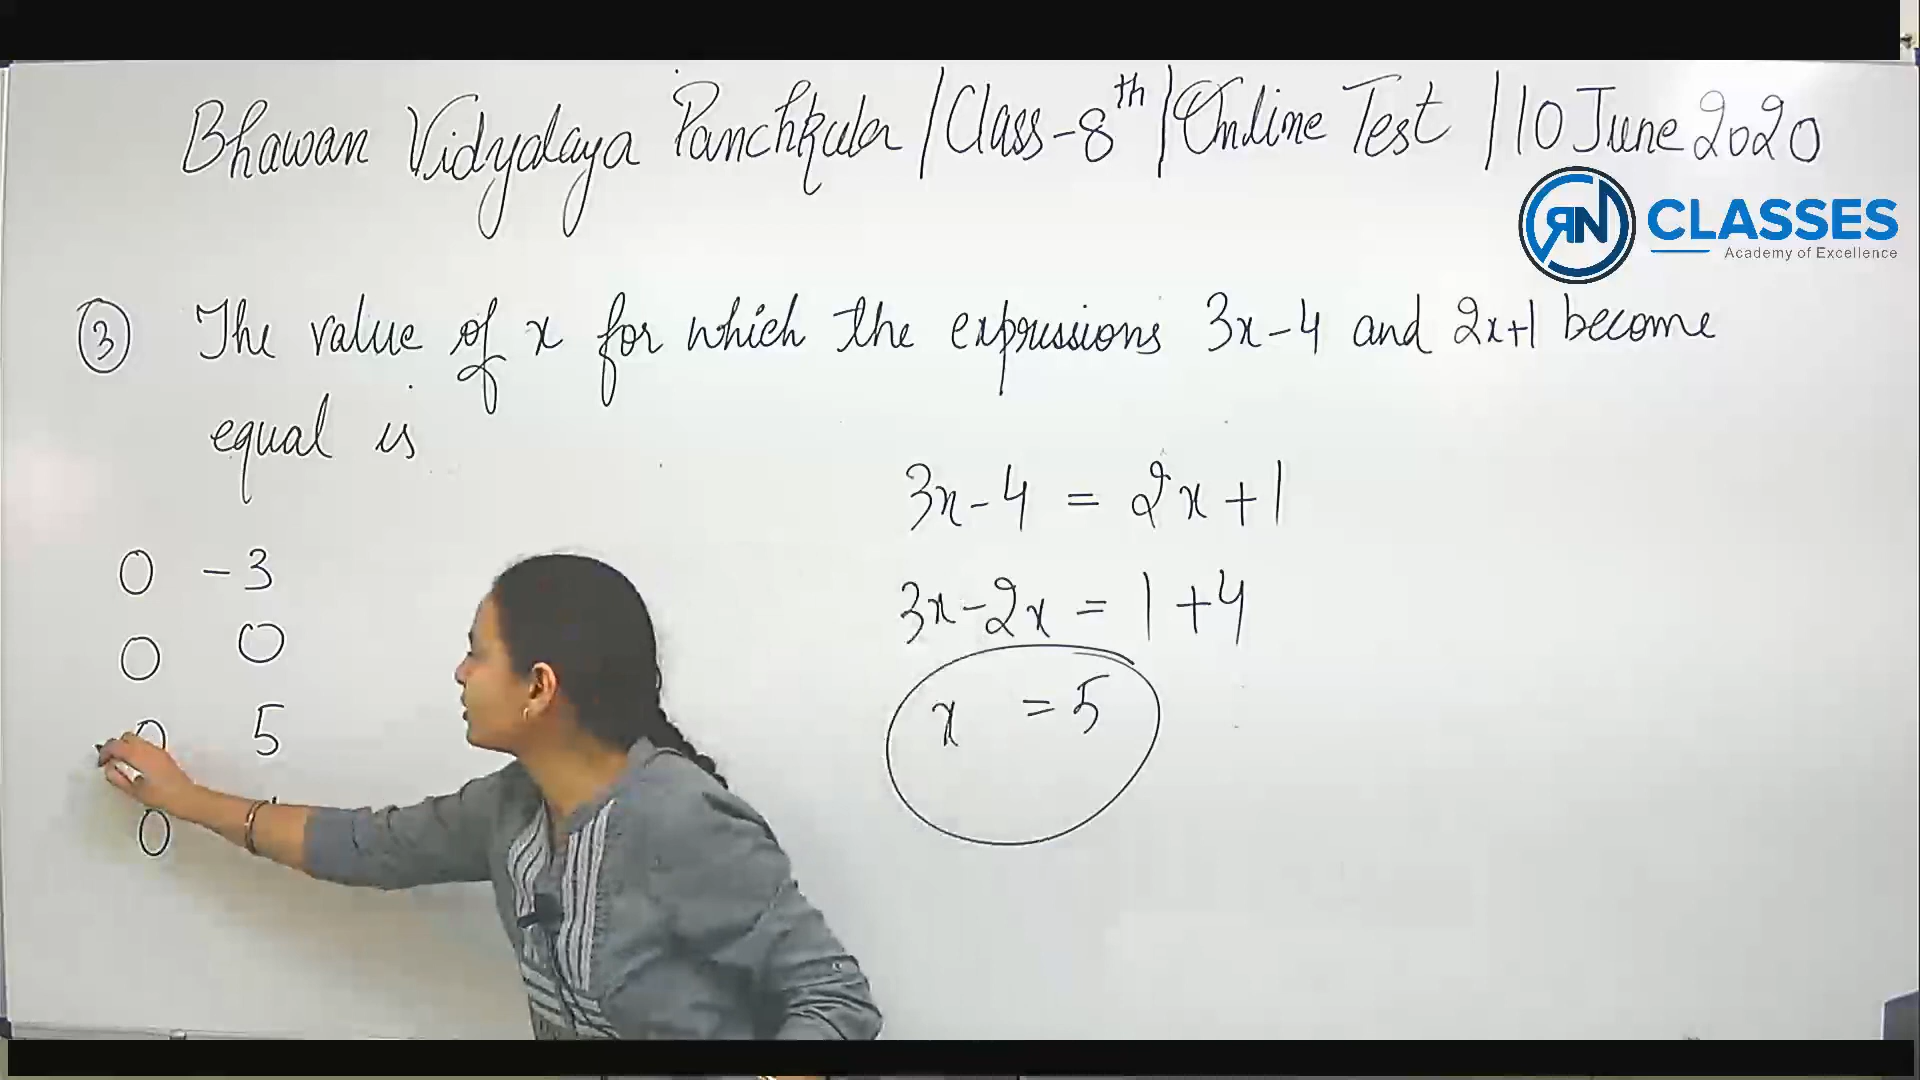 Bhawan Vidyalaya Panchkula / Class-8th / Online Test / 10 June 2020
RN CLASSES
Academy of Excellence
③ The value of x for which the expressions 3x-4 and 2x+1 become
equal is
3x-4 = 2x+1
O -3
3x-2x = 1+4
O 0
x = 5
O 5
O